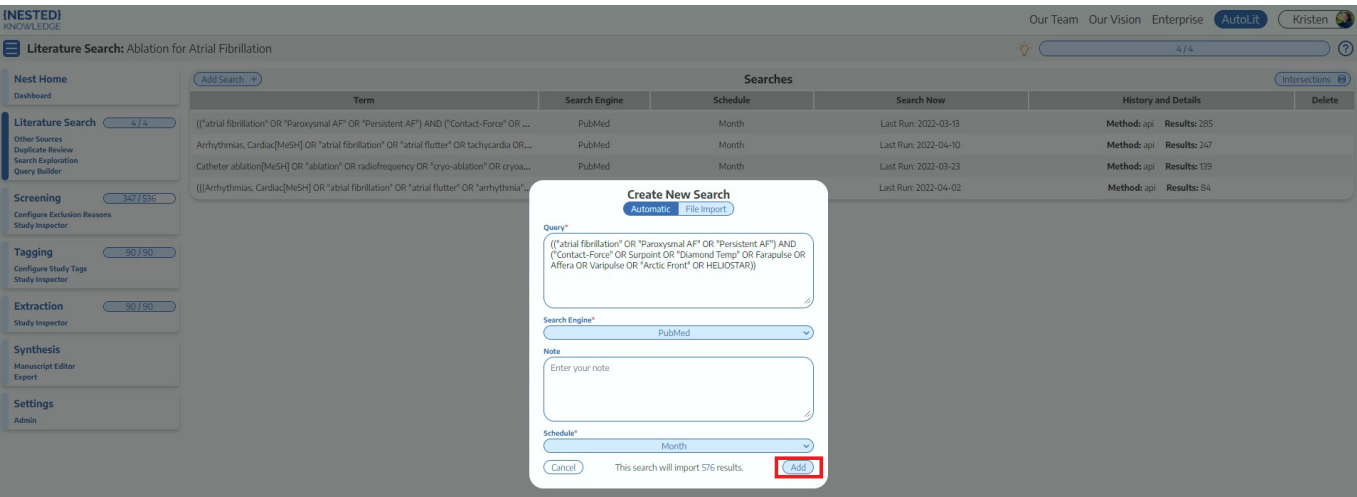 {NESTED}
KNOWLEDGE
Our Team Our Vision Enterprise AutoLit Kristen
Literature Search: Ablation for Atrial Fibrillation
4/4
Nest Home
Dashboard
Literature Search 4/4
Other Sources
Duplicate Review
Search Exploration
Query Builder
Screening 347/536
Configure Exclusion Reasons
Study Inspector
Tagging 90/90
Configure Study Tags
Study Inspector
Extraction 90/90
Study Inspector
Synthesis
Manuscript Editor
Export
Settings
Admin
Add Search +
Searches
Intersections
Term Search Engine Schedule Search Now History and Details Delete
(("atrial fibrillation" OR "Paroxysmal AF" OR "Persistent AF") AND ("Contact-Force" OR ... PubMed Month Last Run: 2022-03-13 Method: api Results: 285
Arrhythmias, Cardiac[MeSH] OR "atrial fibrillation" OR "atrial flutter" OR tachycardia OR... PubMed Month Last Run: 2022-04-10 Method: api Results: 247
Catheter ablation[MeSH] OR "ablation" OR radiofrequency OR "cryo-ablation" OR cryoa... PubMed Month Last Run: 2022-03-23 Method: api Results: 139
(((Arrhythmias, Cardiac[MeSH] OR "atrial fibrillation" OR "atrial flutter" OR "arrhythmia"... Last Run: 2022-04-02 Method: api Results: 84
Create New Search
Automatic File Import
Query*
(("atrial fibrillation" OR "Paroxysmal AF" OR "Persistent AF") AND
("Contact-Force" OR Surpoint OR "Diamond Temp" OR Farapulse OR
Affera OR Varipulse OR "Arctic Front" OR HELIOSTAR))
Search Engine*
PubMed
Note
Enter your note
Schedule*
Month
Cancel This search will import 576 results. Add